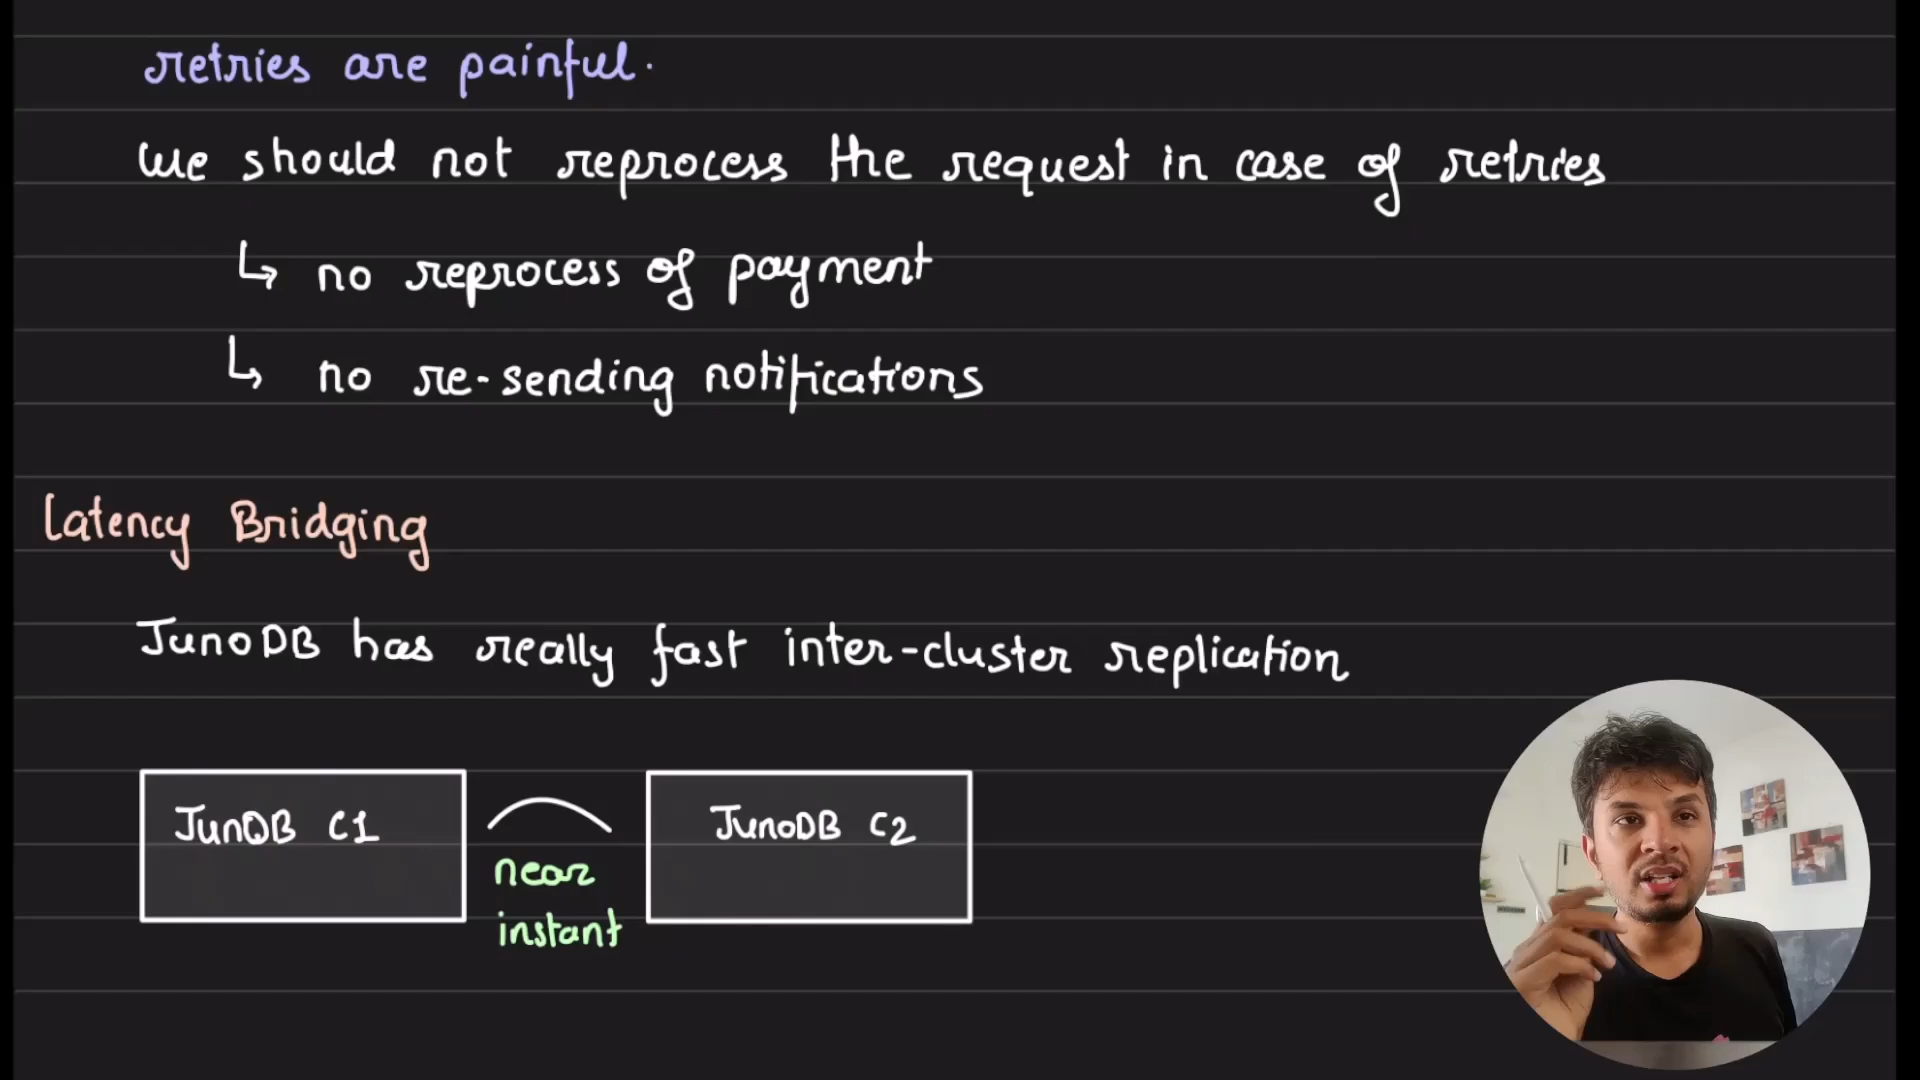 retries are painful.
we should not reprocess the request in case of retries
↳ no reprocess of payment
↳ no re-sending notifications
Latency Bridging
JunoDB has really fast inter-cluster replication
JunoDB C1
near
instant
JunoDB C2